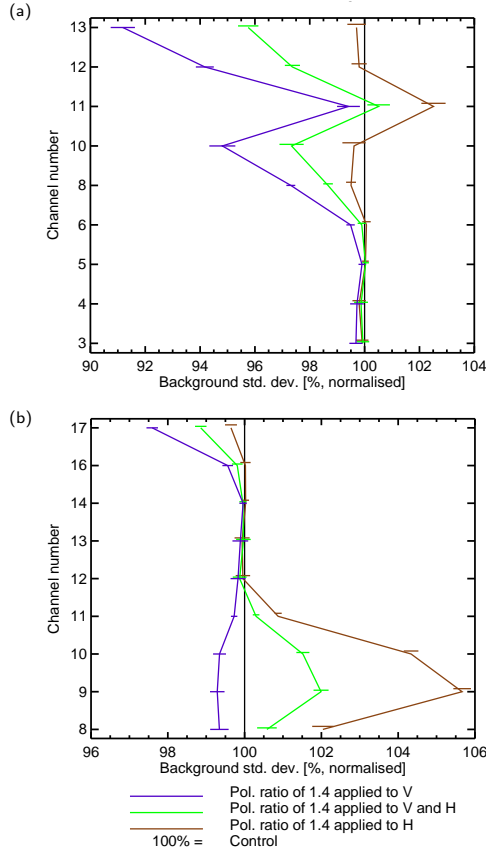 (a)
13
12
11
10
8
6
5
4
3
Channel number
90 92 94 96 98 100 102 104
Background std. dev. [%, normalised]
(b)
17
16
14
13
12
11
10
9
8
Channel number
96 98 100 102 104 106
Background std. dev. [%, normalised]
Pol. ratio of 1.4 applied to V
Pol. ratio of 1.4 applied to V and H
Pol. ratio of 1.4 applied to H
100% = Control